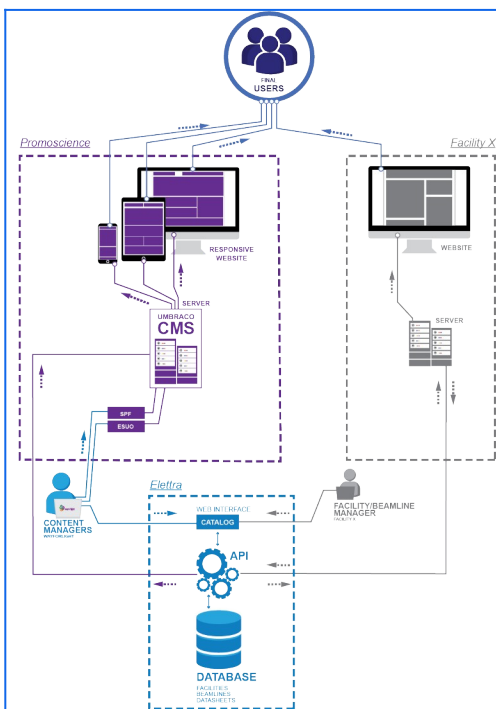 FINAL
USERS
Promoscience
Facility X
RESPONSIVE
WEBSITE
WEBSITE
SERVER
UMBRACO
CMS
SERVER
SPF
ESUO
Elettra
CONTENT
MANAGERS
WEB INTERFACE
CATALOG
FACILITY/BEAMLINE
MANAGER
FACILITY X
API
DATABASE
FACILITIES
BEAMLINES
DATASHEETS